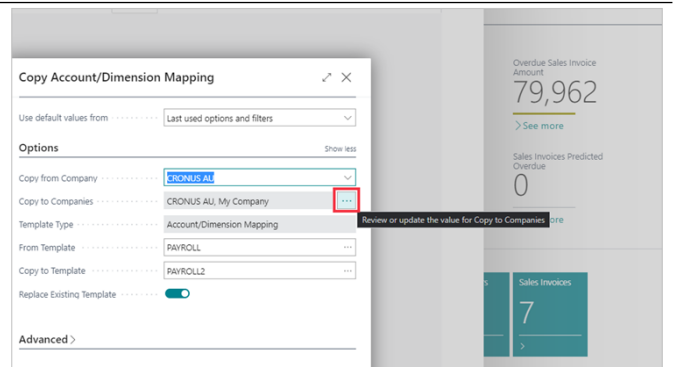 Copy Account/Dimension Mapping
Use default values from
Last used options and filters
Options
Show less
Copy from Company
CRONUS AU
Copy to Companies
CRONUS AU, My Company
Review or update the value for Copy to Companies
Template Type
Account/Dimension Mapping
From Template
PAYROLL
Copy to Template
PAYROLL2
Replace Existing Template
Advanced >
Overdue Sales Invoice
Amount
79,962
> See more
Sales Invoices Predicted
Overdue
0
ore
s
Sales Invoices
7
>